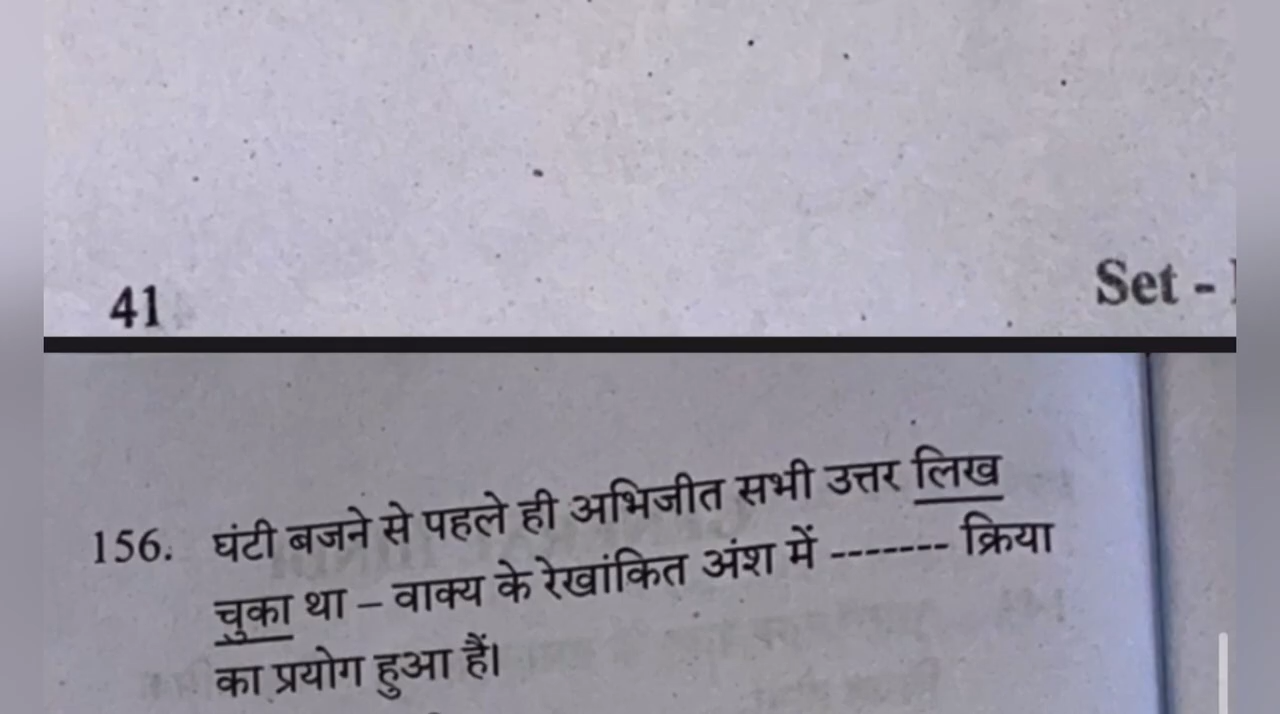 41
Set -
156. घंटी बजने से पहले ही अभिजीत सभी उत्तर लिख
चुका था – वाक्य के रेखांकित अंश में ------- क्रिया
का प्रयोग हुआ हैं।